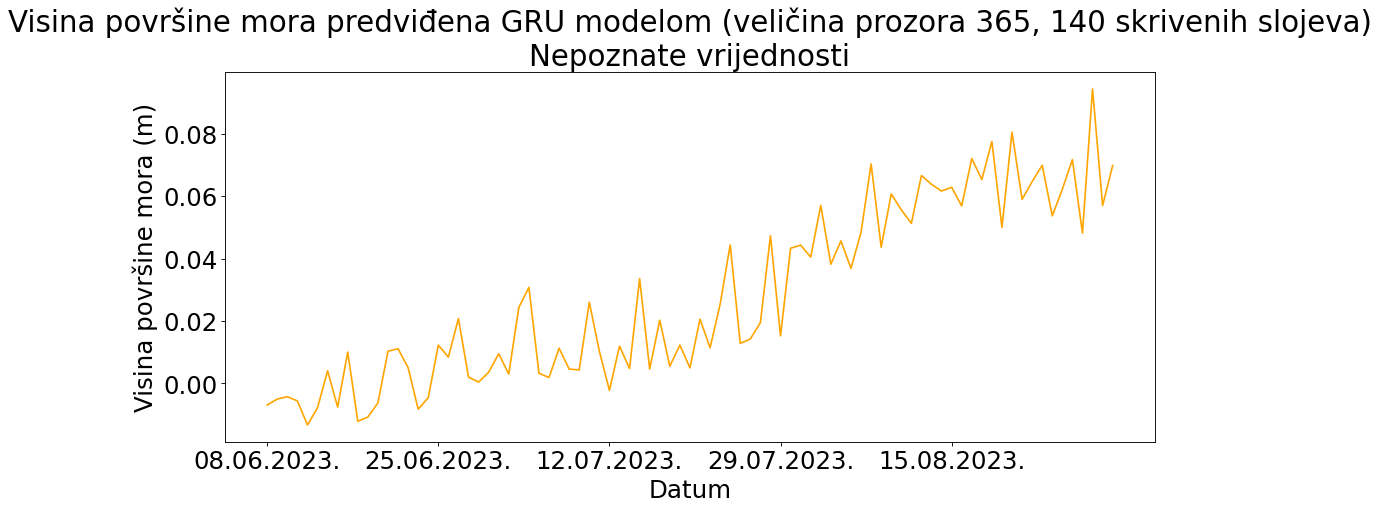 Visina površine mora predviđena GRU modelom (veličina prozora 365, 140 skrivenih slojeva)
Nepoznate vrijednosti
Visina površine mora (m)
0.08
0.06
0.04
0.02
0.00
08.06.2023. 25.06.2023. 12.07.2023. 29.07.2023. 15.08.2023.
Datum